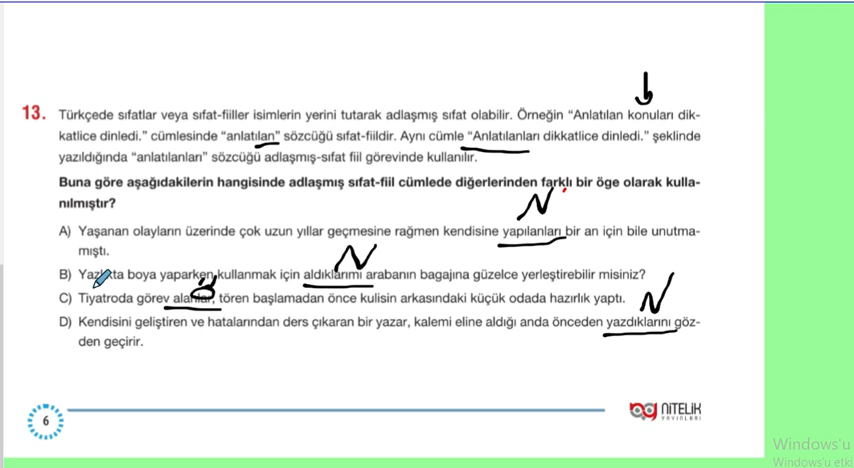 13. Türkçede sıfatlar veya sıfat-fiiller isimlerin yerini tutarak adlaşmış sıfat olabilir. Örneğin “Anlatılan konuları dik-
katlice dinledi.” cümlesinde “anlatılan” sözcüğü sıfat-fiildir. Aynı cümle “Anlatılanları dikkatlice dinledi.” şeklinde
yazıldığında “anlatılanları” sözcüğü adlaşmış-sıfat fiil görevinde kullanılır.
Buna göre aşağıdakilerin hangisinde adlaşmış sıfat-fiil cümlede diğerlerinden farklı bir öge olarak kulla-
nılmıştır?
N
A) Yaşanan olayların üzerinde çok uzun yıllar geçmesine rağmen kendisine yapılanları bir an için bile unutma-
mıştı.
N
B) Yazlıkta boya yaparken kullanmak için aldıklarımı arabanın bagajına güzelce yerleştirebilir misiniz?
Ö
C) Tiyatroda görev alanlar, tören başlamadan önce kulisin arkasındaki küçük odada hazırlık yaptı.
N
D) Kendisini geliştiren ve hatalarından ders çıkaran bir yazar, kalemi eline aldığı anda önceden yazdıklarını göz-
den geçirir.
6
NİTELİK
YAYINLARI
Windows'u
Windows'u etki